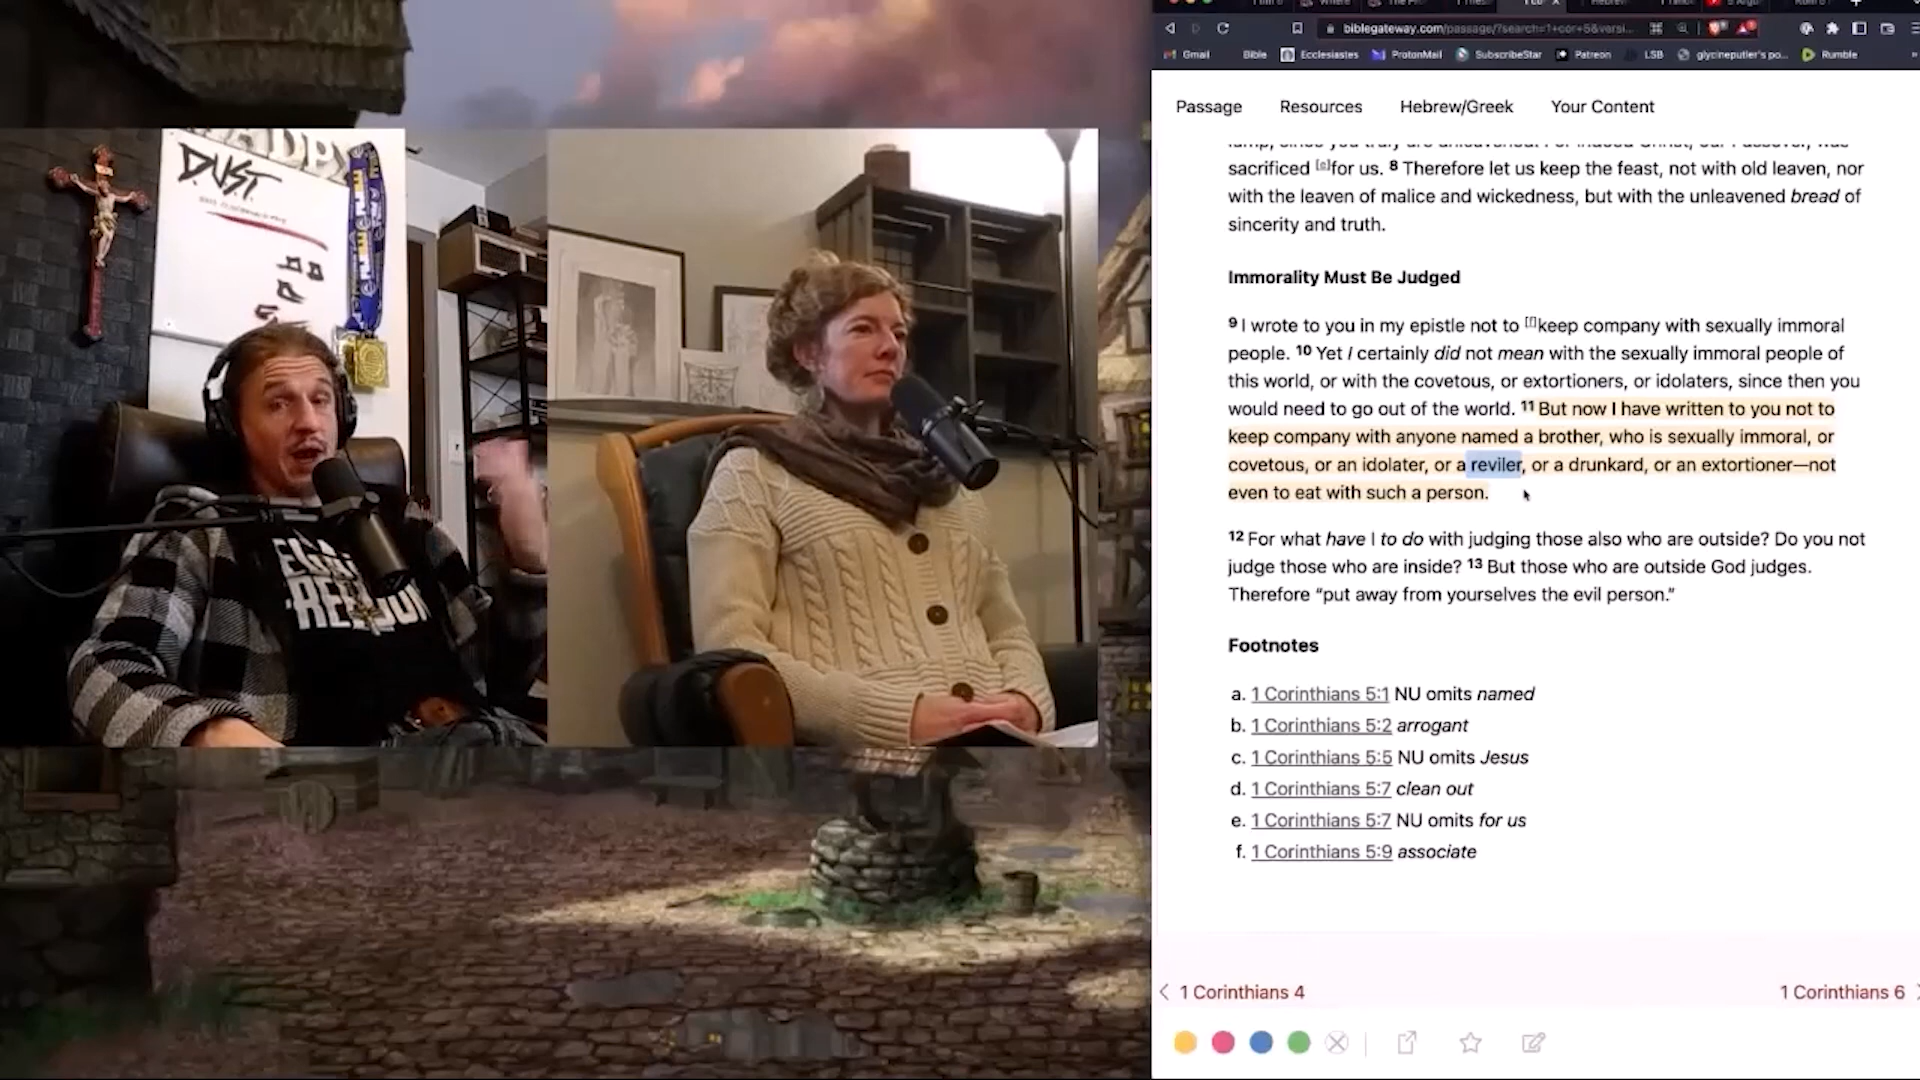 DUST
biblegateway.com/passage/?search=1+cor+5&versi...
Gmail
Bible
Ecclesiastes
ProtonMail
SubscribeStar
Patreon
LSB
glycineputler's po...
Rumble
Passage
Resources
Hebrew/Greek
Your Content
sacrificed [e]for us. 8 Therefore let us keep the feast, not with old leaven, nor
with the leaven of malice and wickedness, but with the unleavened bread of
sincerity and truth.
Immorality Must Be Judged
9 I wrote to you in my epistle not to [f]keep company with sexually immoral
people. 10 Yet I certainly did not mean with the sexually immoral people of
this world, or with the covetous, or extortioners, or idolaters, since then you
would need to go out of the world. 11 But now I have written to you not to
keep company with anyone named a brother, who is sexually immoral, or
covetous, or an idolater, or a reviler, or a drunkard, or an extortioner—not
even to eat with such a person.
12 For what have I to do with judging those also who are outside? Do you not
judge those who are inside? 13 But those who are outside God judges.
Therefore “put away from yourselves the evil person.”
Footnotes
a. 1 Corinthians 5:1 NU omits named
b. 1 Corinthians 5:2 arrogant
c. 1 Corinthians 5:5 NU omits Jesus
d. 1 Corinthians 5:7 clean out
e. 1 Corinthians 5:7 NU omits for us
f. 1 Corinthians 5:9 associate
1 Corinthians 4
1 Corinthians 6